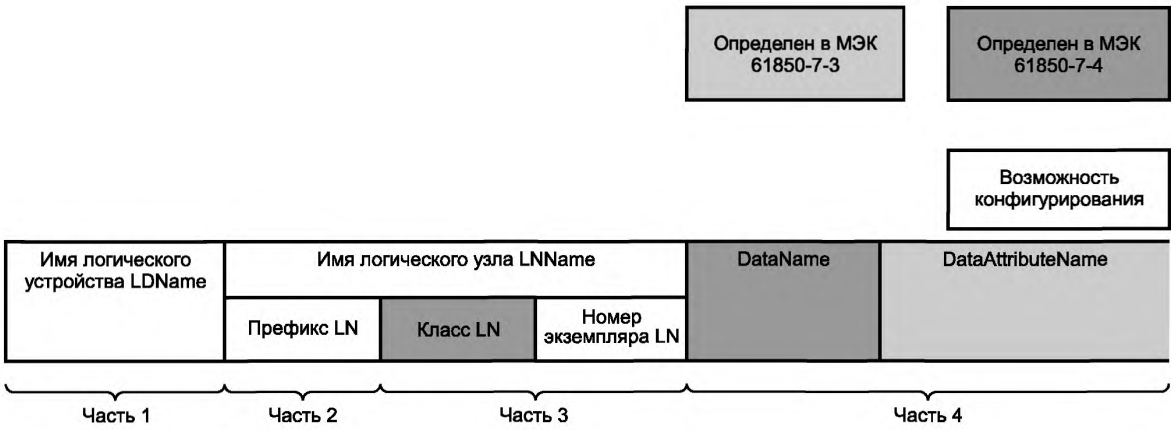 Определен в МЭК
61850-7-3
Определен в МЭК
61850-7-4
Возможность
конфигурирования
Имя логического
устройства LDName
Имя логического узла LNName
DataName
DataAttributeName
Префикс LN
Класс LN
Номер
экземпляра LN
Часть 1
Часть 2
Часть 3
Часть 4